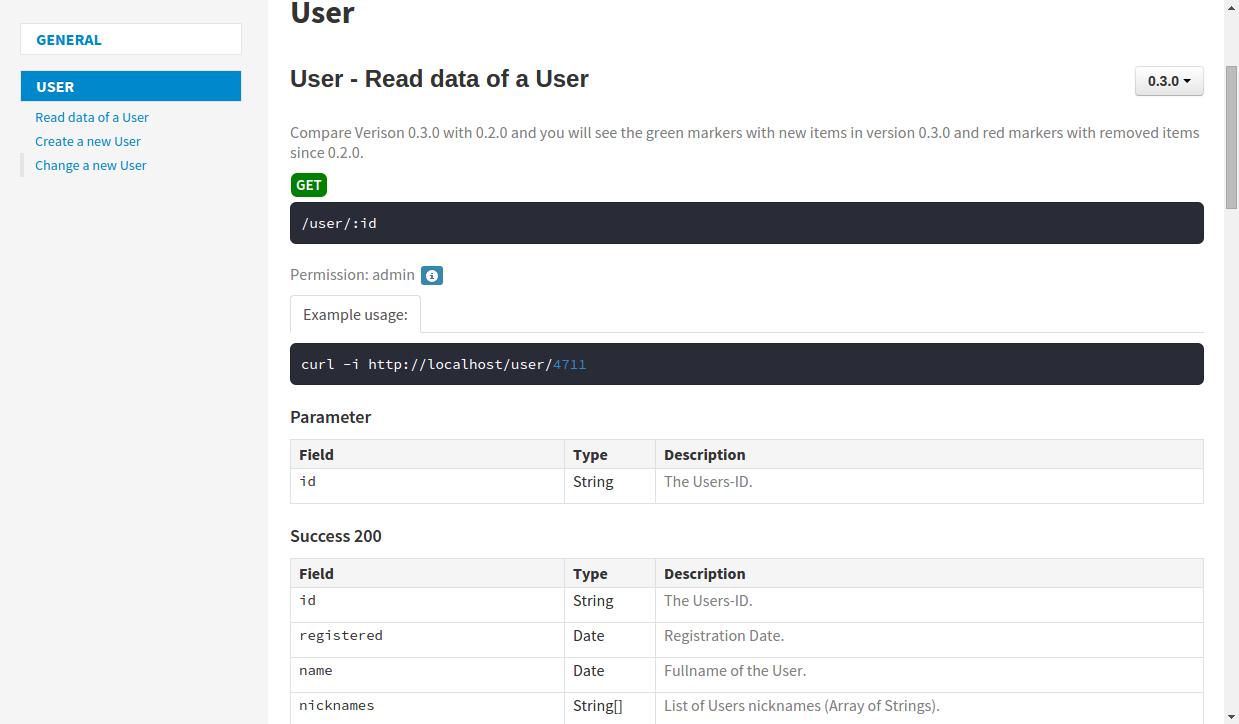 GENERAL
USER
Read data of a User
Create a new User
Change a new User
User
User - Read data of a User
0.3.0
Compare Verison 0.3.0 with 0.2.0 and you will see the green markers with new items in version 0.3.0 and red markers with removed items
since 0.2.0.
GET
/user/:id
Permission: admin
Example usage:
curl -i http://localhost/user/4711
Parameter
Field Type Description
id String The Users-ID.
Success 200
Field Type Description
id String The Users-ID.
registered Date Registration Date.
name Date Fullname of the User.
nicknames String[] List of Users nicknames (Array of Strings).